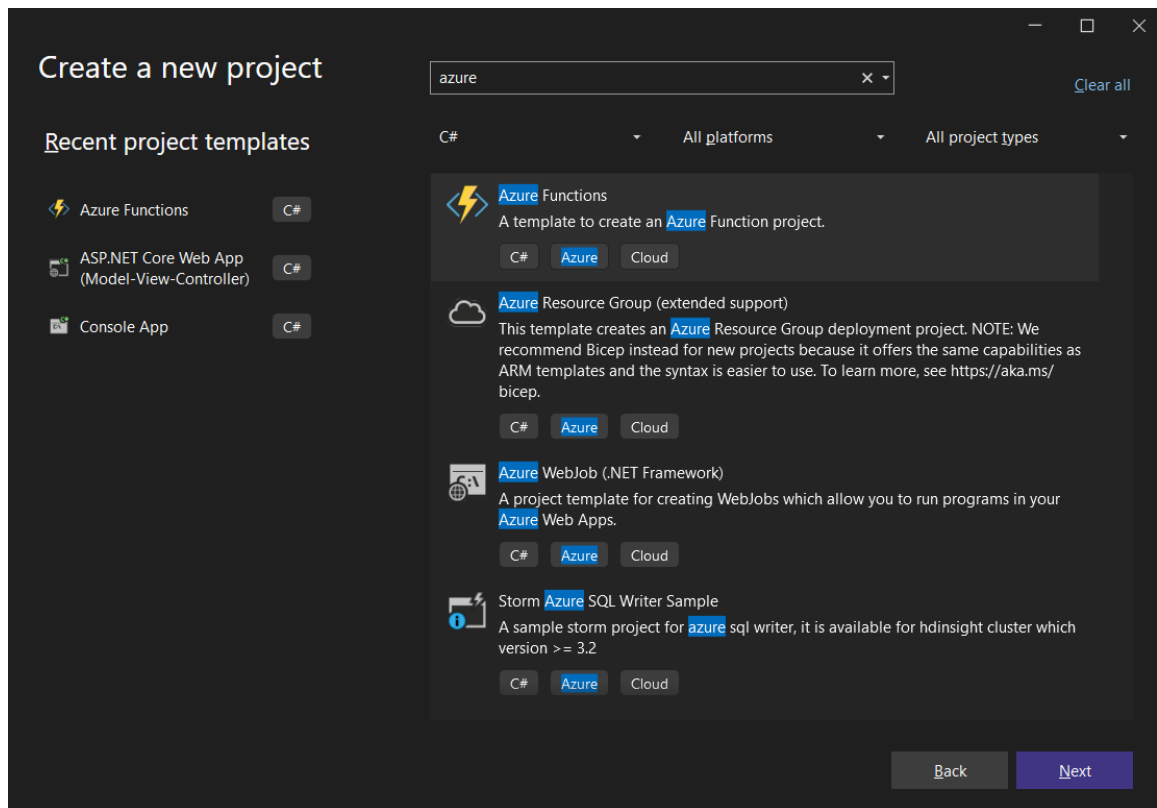 Create a new project
azure
Clear all
Recent project templates
C#
All platforms
All project types
Azure Functions
C#
ASP.NET Core Web App
(Model-View-Controller)
C#
Console App
C#
Azure Functions
A template to create an Azure Function project.
C# Azure Cloud
Azure Resource Group (extended support)
This template creates an Azure Resource Group deployment project. NOTE: We
recommend Bicep instead for new projects because it offers the same capabilities as
ARM templates and the syntax is easier to use. To learn more, see https://aka.ms/
bicep.
C# Azure Cloud
Azure WebJob (.NET Framework)
A project template for creating WebJobs which allow you to run programs in your
Azure Web Apps.
C# Azure Cloud
Storm Azure SQL Writer Sample
A sample storm project for azure sql writer, it is available for hdinsight cluster which
version >= 3.2
C# Azure Cloud
Back
Next